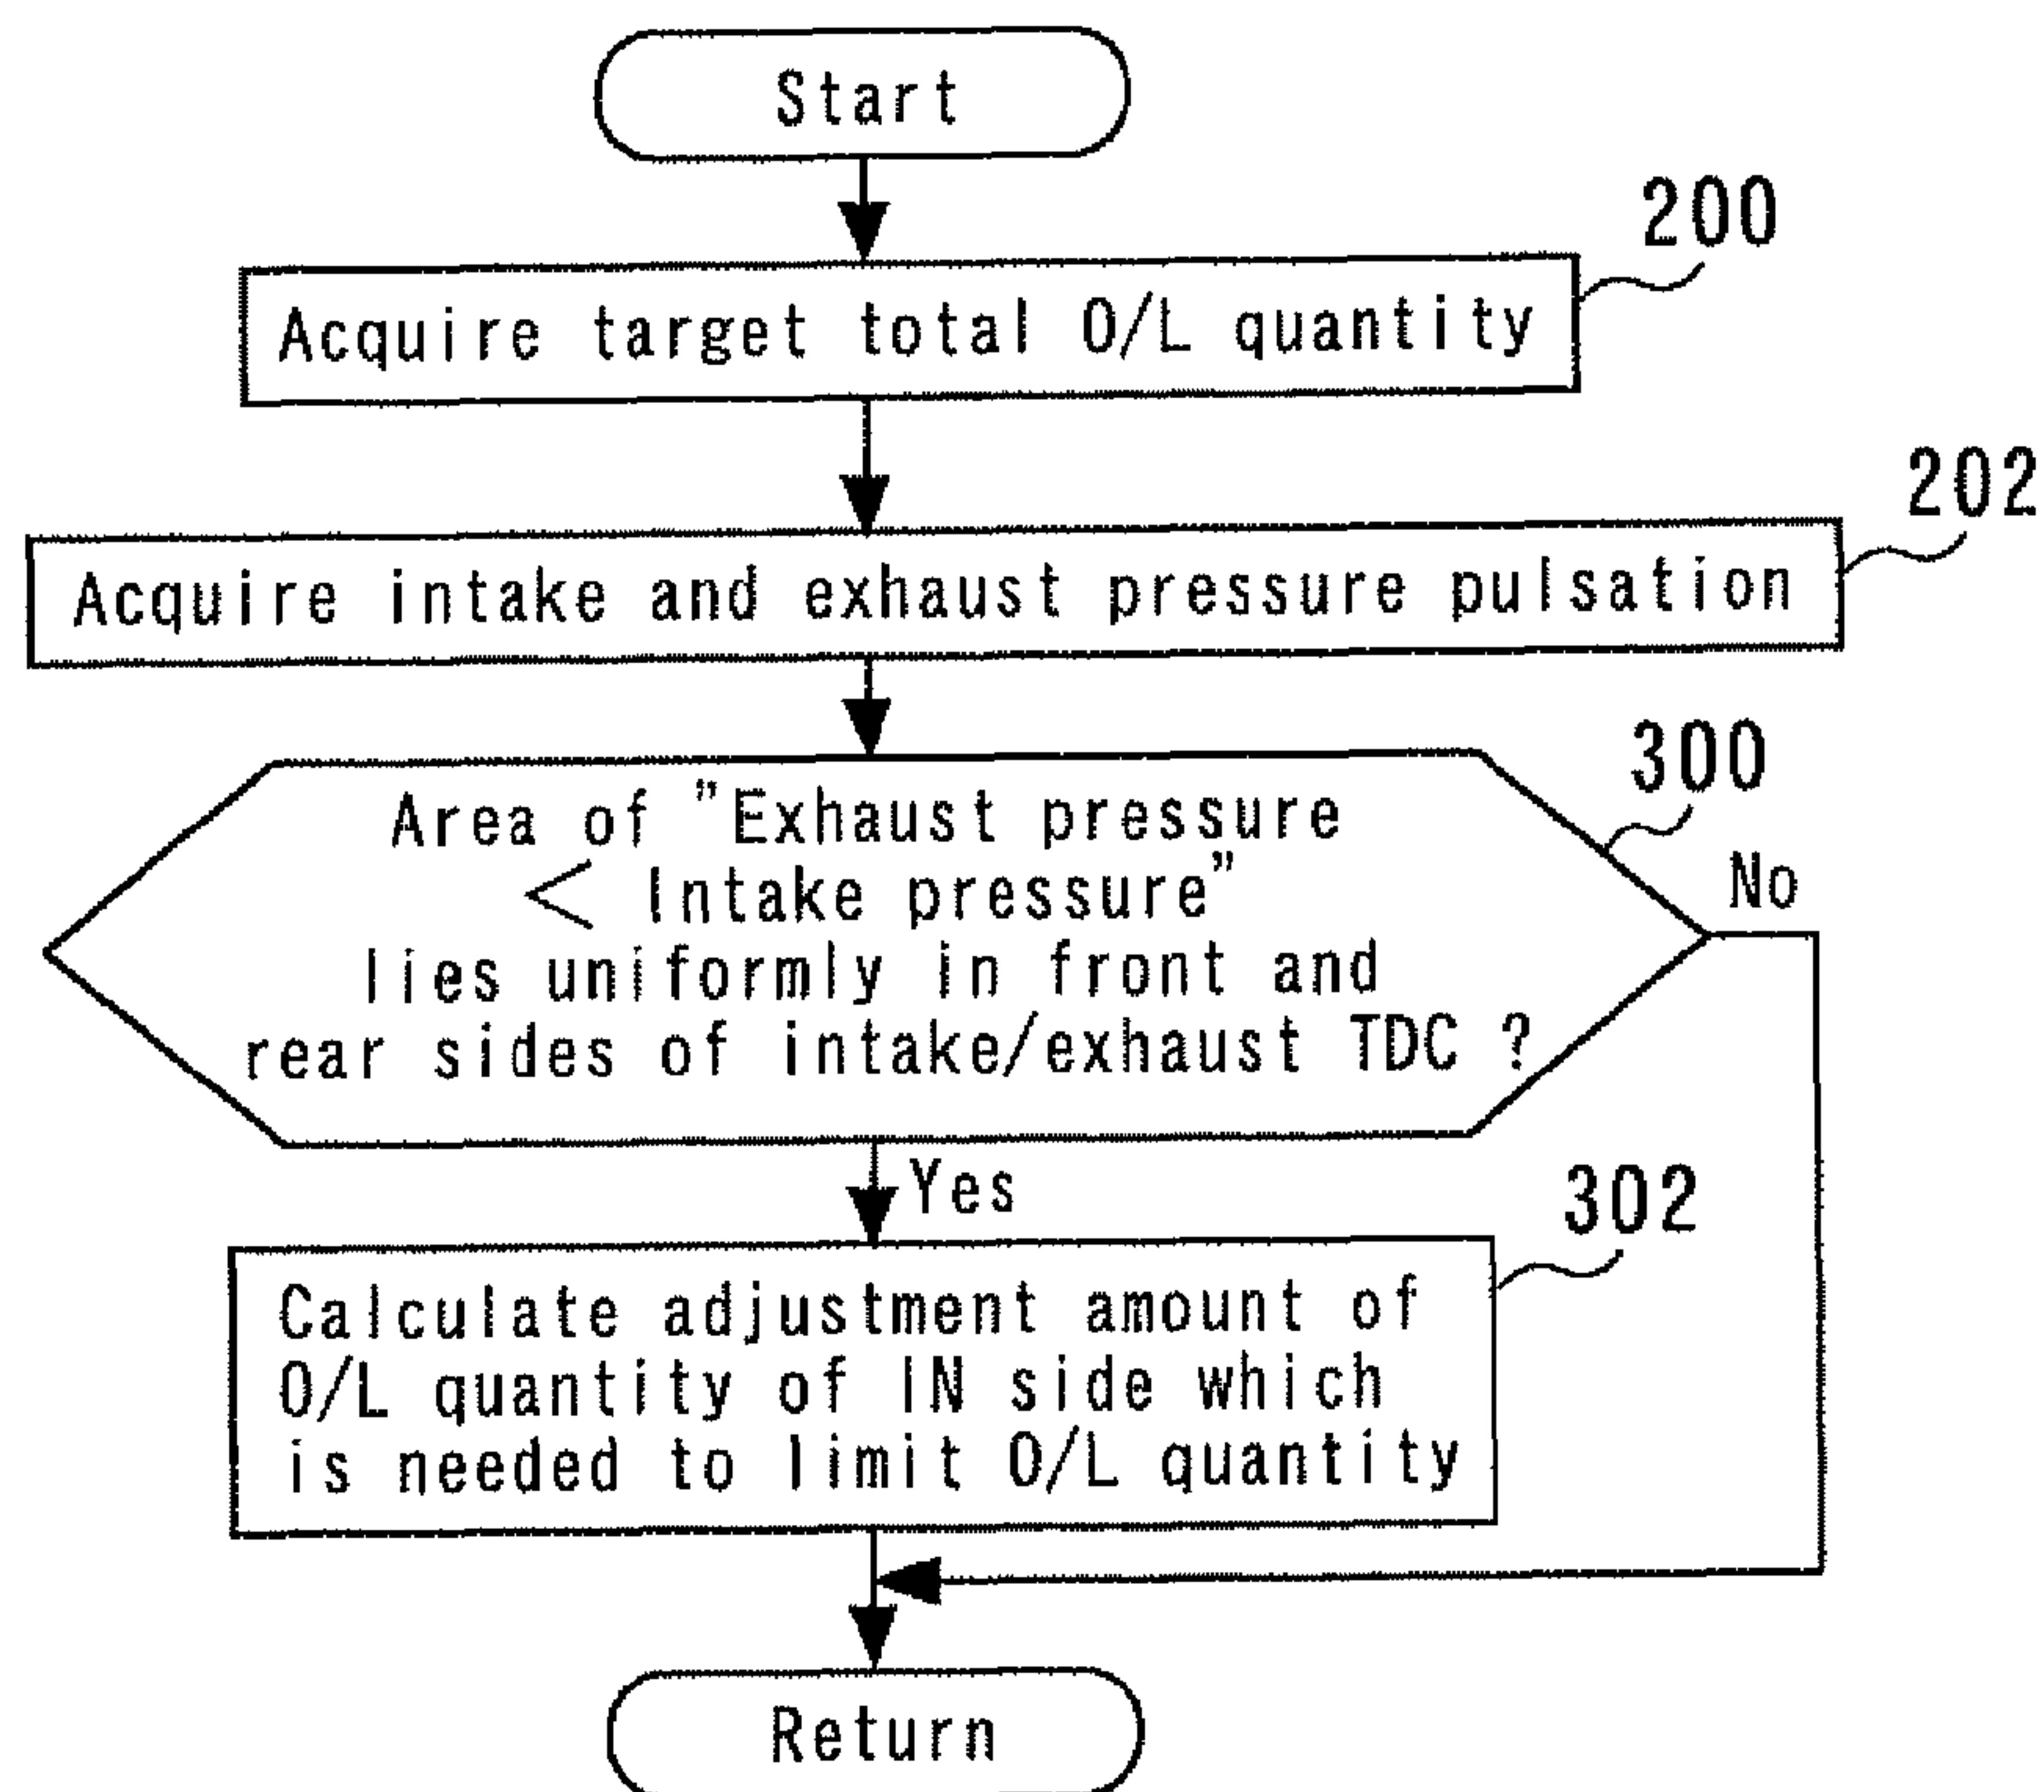 Start
200
Acquire target total O/L quantity
202
Acquire intake and exhaust pressure pulsation
300
Area of "Exhaust pressure
< Intake pressure"
lies uniformly in front and
rear sides of intake/exhaust TDC ?
No
Yes
302
Calculate adjustment amount of
O/L quantity of IN side which
is needed to limit O/L quantity
Return